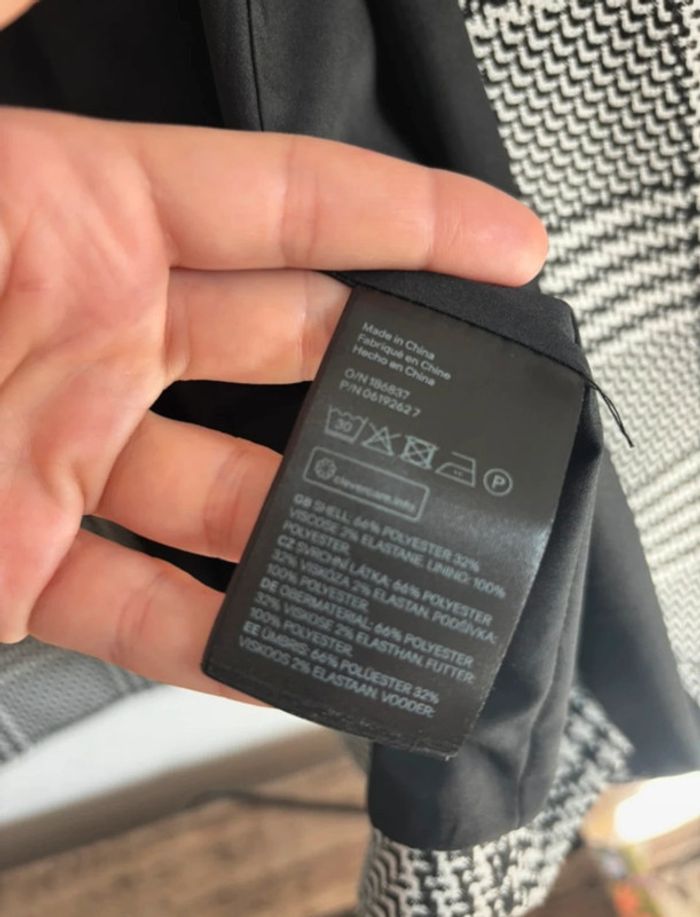 Made in China
Fabriqué en Chine
Hecho en China
O/N 186837
P/N 0619262 7
30
P
clevercare.info
GB SHELL: 66% POLYESTER 32%
VISCOSE 2% ELASTANE. LINING: 100%
POLYESTER.
CZ SVRCHNÍ LÁTKA: 66% POLYESTER
32% VISKÓZA 2% ELASTAN. PODŠÍVKA:
100% POLYESTER.
DE OBERMATERIAL: 66% POLYESTER
32% VISKOSE 2% ELASTHAN. FUTTER:
100% POLYESTER.
EE ÜMBRIS: 66% POLÜESTER 32%
VISKOOS 2% ELASTAAN. VOODER: